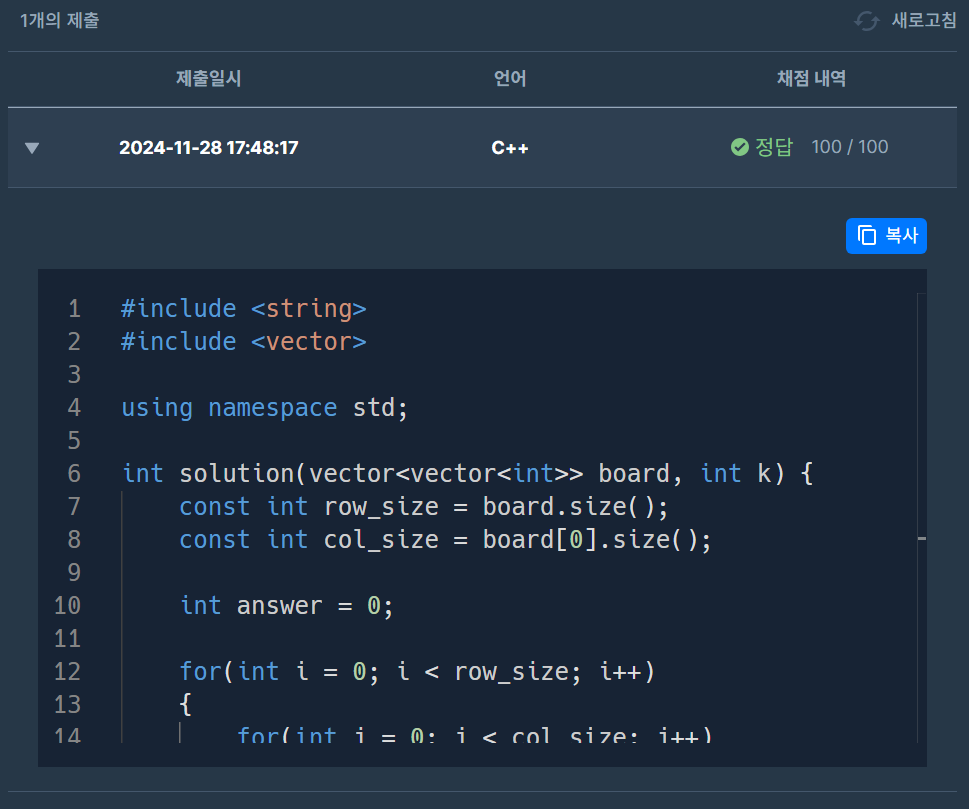 1개의 제출 새로고침
제출일시 언어 채점 내역
2024-11-28 17:48:17 C++ 정답 100 / 100
복사
1 #include <string>
2 #include <vector>
3
4 using namespace std;
5
6 int solution(vector<vector<int>> board, int k) {
7     const int row_size = board.size();
8     const int col_size = board[0].size();
9
10     int answer = 0;
11
12     for(int i = 0; i < row_size; i++)
13     {
14         for(int j = 0; j < col_size; j++)